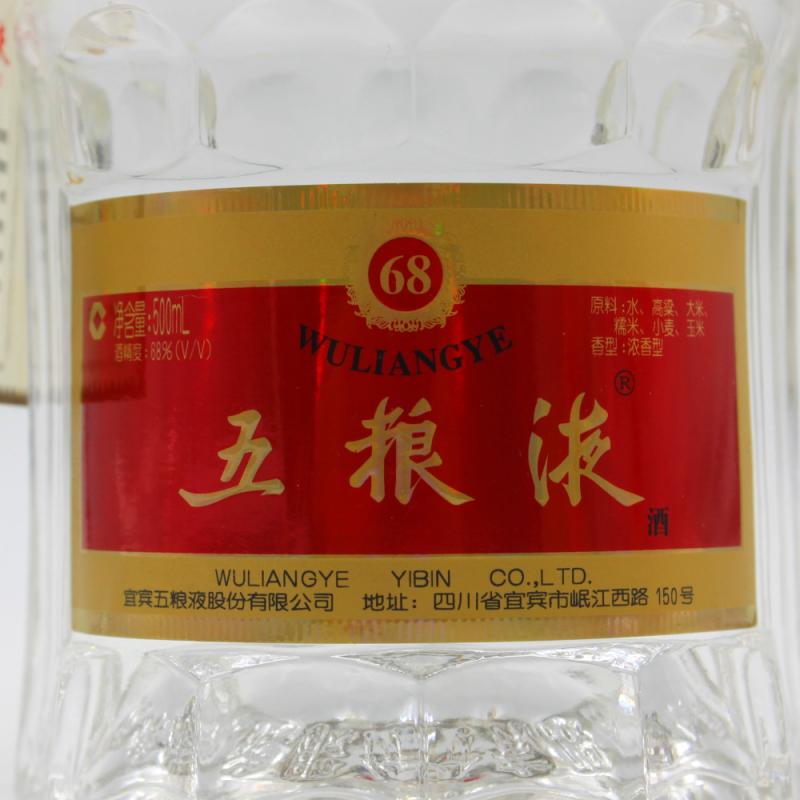 68
WULIANGYE
净含量:500mL
酒精度:68%(V/V)
原料:水、高粱、大米、
糯米、小麦、玉米
香型:浓香型
五粮液®
酒
WULIANGYE YIBIN CO.,LTD.
宜宾五粮液股份有限公司 地址: 四川省宜宾市岷江西路 150号